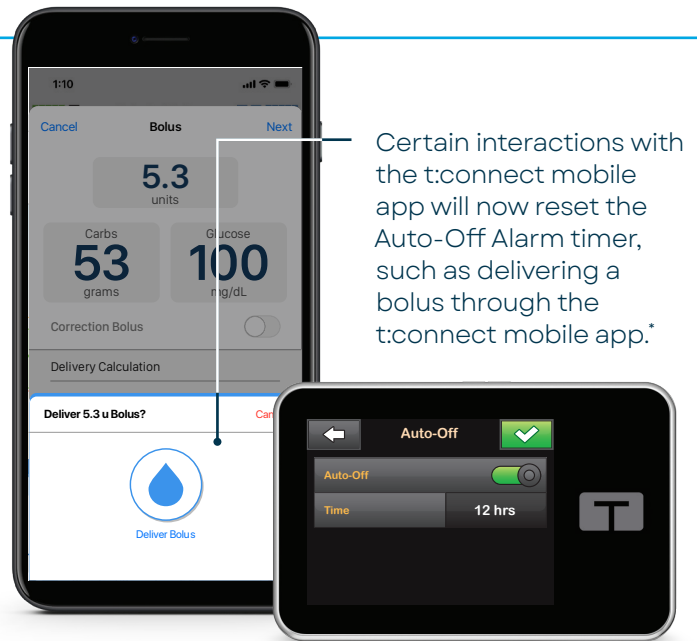 1:10
Cancel Bolus Next
5.3
units
Carbs Glucose
53 100
grams mg/dL
Correction Bolus
Delivery Calculation
Deliver 5.3 u Bolus?
Deliver Bolus
Certain interactions with
the t:connect mobile
app will now reset the
Auto-Off Alarm timer,
such as delivering a
bolus through the
t:connect mobile app.*
Auto-Off
Auto-Off
Time 12 hrs
T